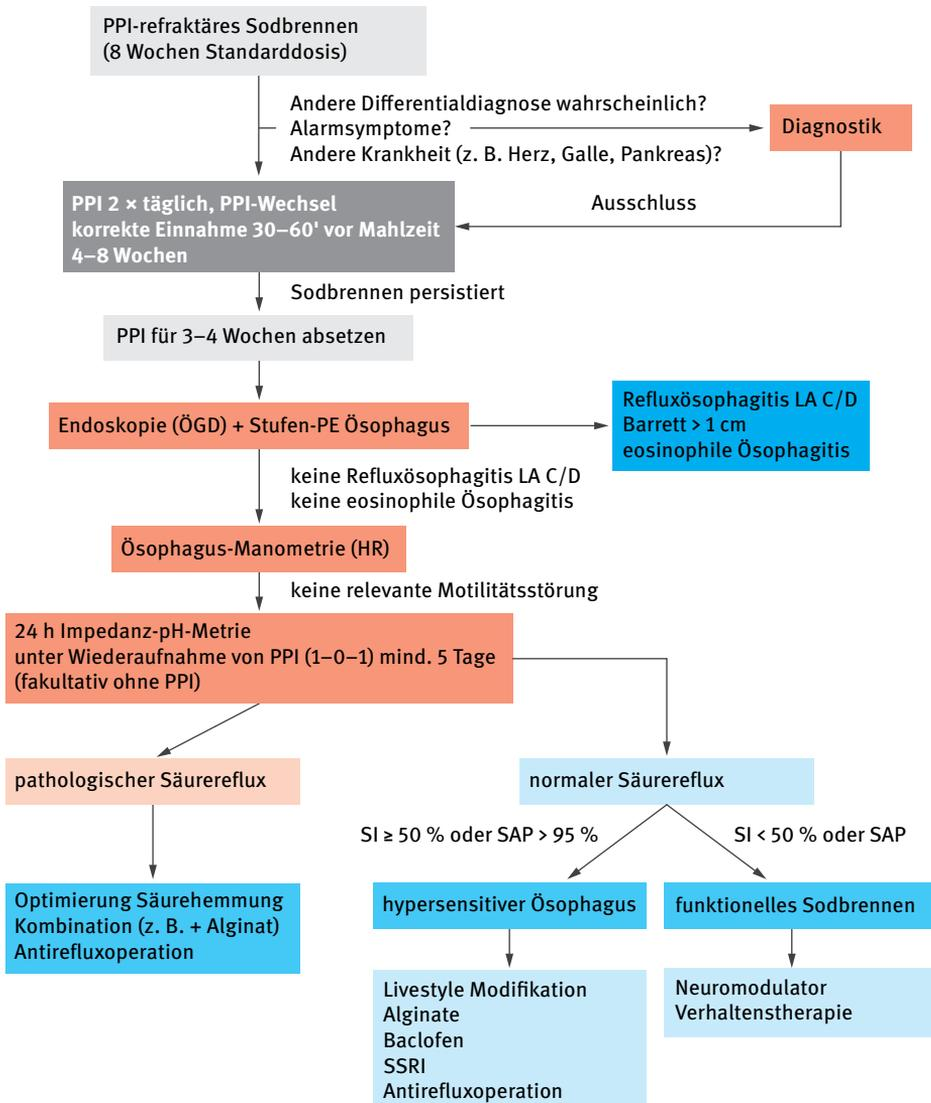 PPI-refraktäres Sodbrennen
(8 Wochen Standarddosis)
Andere Differentialdiagnose wahrscheinlich?
Alarmsymptome?
Andere Krankheit (z. B. Herz, Galle, Pankreas)?
Diagnostik
Ausschluss
PPI 2 × täglich, PPI-Wechsel
korrekte Einnahme 30–60' vor Mahlzeit
4–8 Wochen
Sodbrennen persistiert
PPI für 3–4 Wochen absetzen
Endoskopie (ÖGD) + Stufen-PE Ösophagus
Refluxösophagitis LA C/D
Barrett > 1 cm
eosinophile Ösophagitis
keine Refluxösophagitis LA C/D
keine eosinophile Ösophagitis
Ösophagus-Manometrie (HR)
keine relevante Motilitätsstörung
24 h Impedanz-pH-Metrie
unter Wiederaufnahme von PPI (1–0–1) mind. 5 Tage
(fakultativ ohne PPI)
pathologischer Säurereflux
normaler Säurereflux
SI ≥ 50 % oder SAP > 95 %
SI < 50 % oder SAP
Optimierung Säurehemmung
Kombination (z. B. + Alginat)
Antirefluxoperation
hypersensitiver Ösophagus
funktionelles Sodbrennen
Livestyle Modifikation
Alginate
Baclofen
SSRI
Antirefluxoperation
Neuromodulator
Verhaltenstherapie